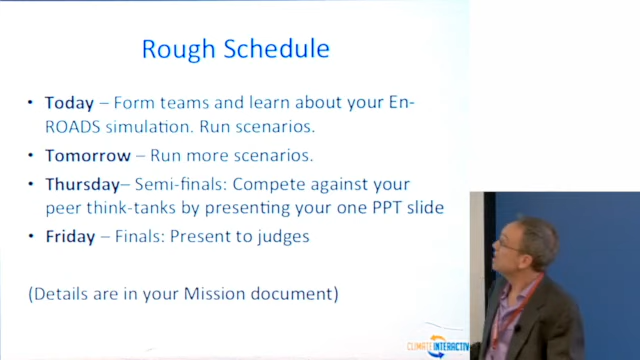 Rough Schedule
• Today – Form teams and learn about your En-
ROADS simulation. Run scenarios.
• Tomorrow – Run more scenarios.
• Thursday– Semi-finals: Compete against your
peer think-tanks by presenting your one PPT slide
• Friday – Finals: Present to judges
(Details are in your Mission document)
CLIMATE INTERACTIV